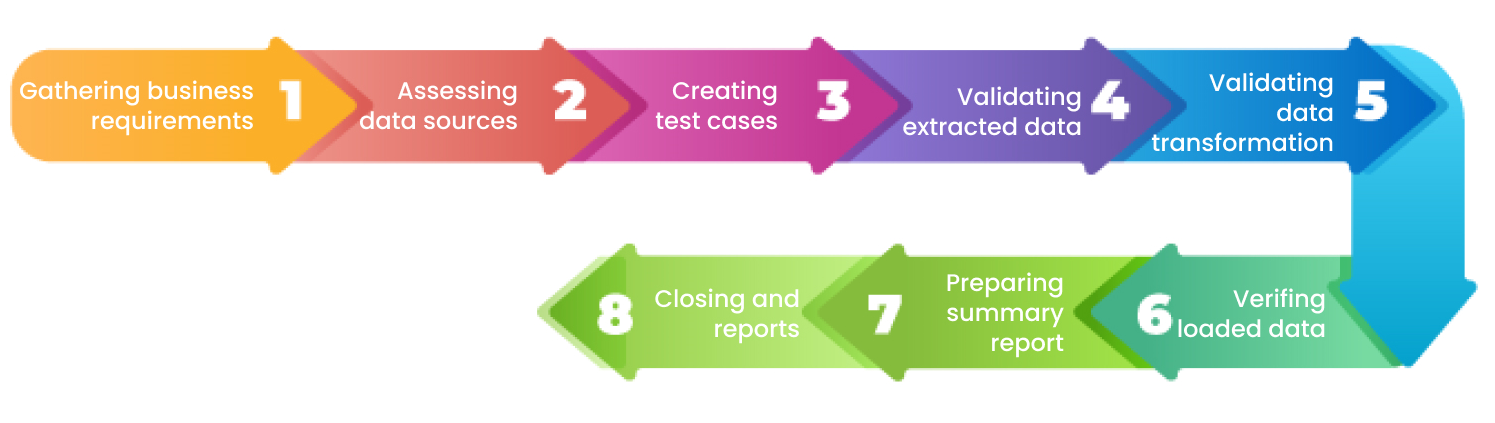 Gathering business
requirements
1
Assessing
data sources
2
Creating
test cases
3
Validating
extracted data
4
Validating
data
transformation
5
Verifing
loaded data
6
Preparing
summary
report
7
Closing and
reports
8